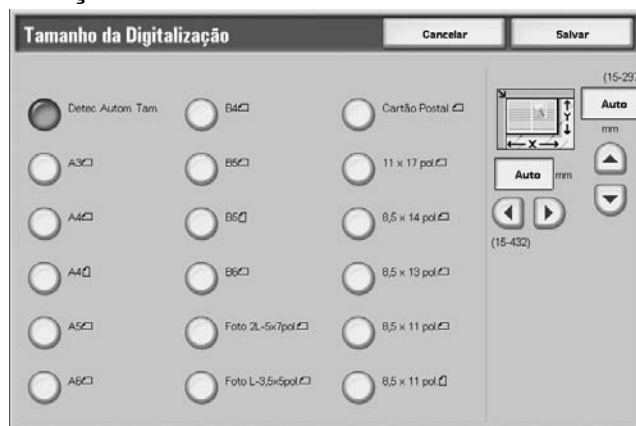 Tamanho da Digitalização
Cancelar
Salvar
Detec. Autom. Tam.
A3
A4
A4
A5
A6
B4
B5
B5
B6
Foto 2L-5x7pol.
Foto L-3,5x5pol.
Cartão Postal
11 x 17 pol.
8,5 x 14 pol.
8,5 x 13 pol.
8,5 x 11 pol.
8,5 x 11 pol.
(15-297
Y
X
Auto
mm
Auto mm
(15-432)